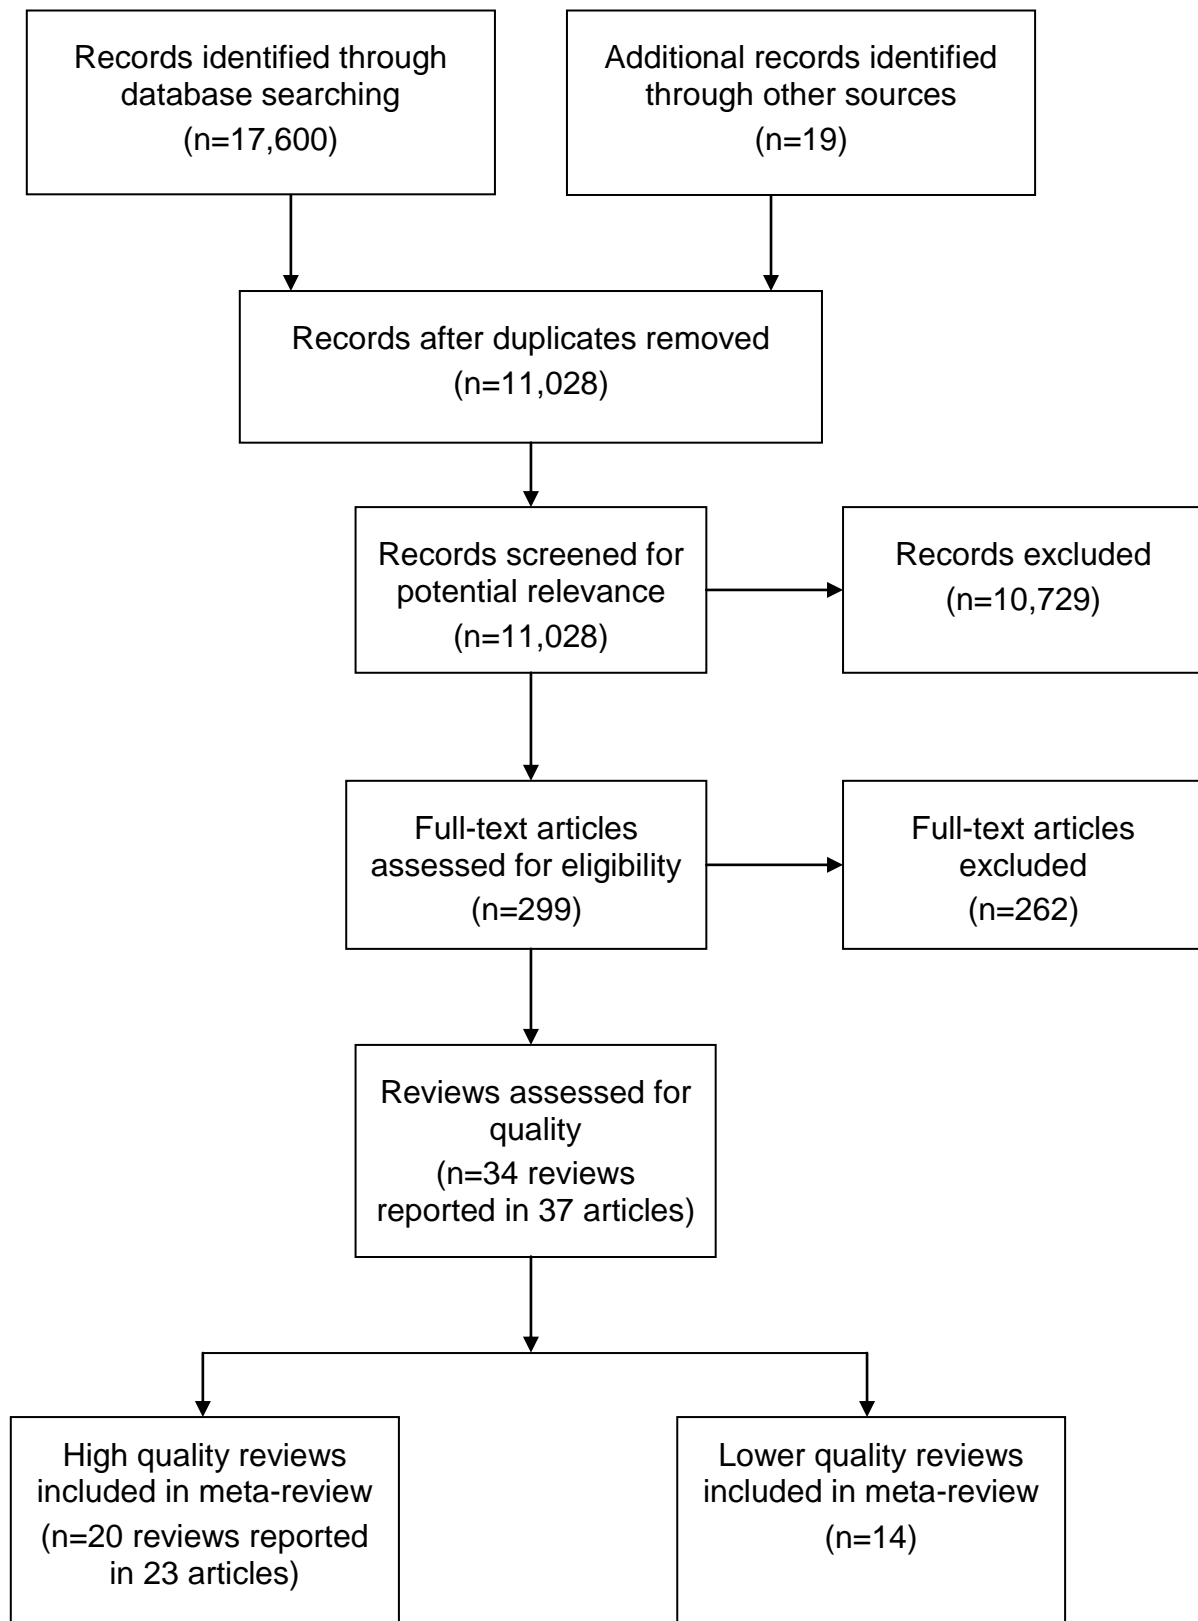 Records identified through
database searching
(n=17,600)
Additional records identified
through other sources
(n=19)
Records after duplicates removed
(n=11,028)
Records screened for
potential relevance
(n=11,028)
Records excluded
(n=10,729)
Full-text articles
assessed for eligibility
(n=299)
Full-text articles
excluded
(n=262)
Reviews assessed for
quality
(n=34 reviews
reported in 37 articles)
High quality reviews
included in meta-review
(n=20 reviews reported
in 23 articles)
Lower quality reviews
included in meta-review
(n=14)